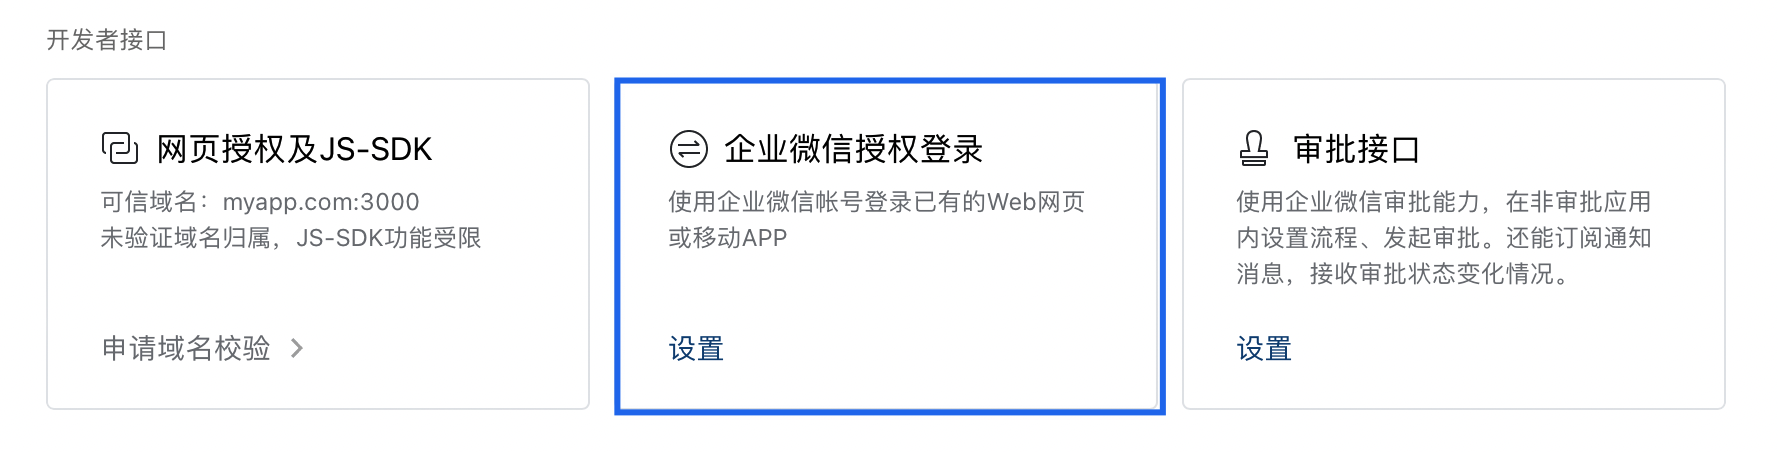 开发者接口
网页授权及JS-SDK
可信域名：myapp.com:3000
未验证域名归属，JS-SDK功能受限
申请域名校验
企业微信授权登录
使用企业微信帐号登录已有的Web网页
或移动APP
设置
审批接口
使用企业微信审批能力，在非审批应用
内设置流程、发起审批。还能订阅通知
消息，接收审批状态变化情况。
设置